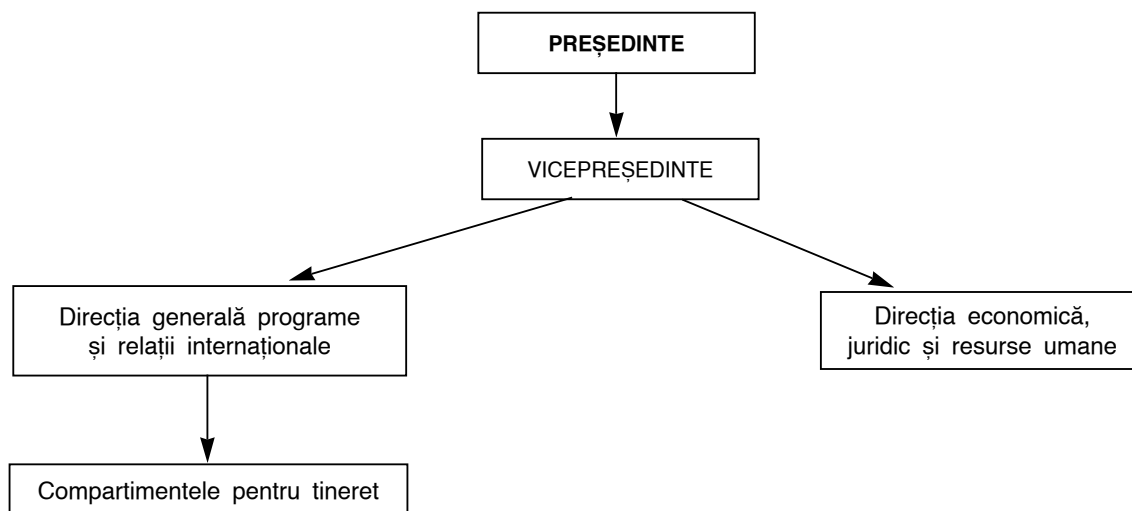 PREȘEDINTE
VICEPREȘEDINTE
Direcția generală programe
și relații internaționale
Direcția economică,
juridic și resurse umane
Compartimentele pentru tineret